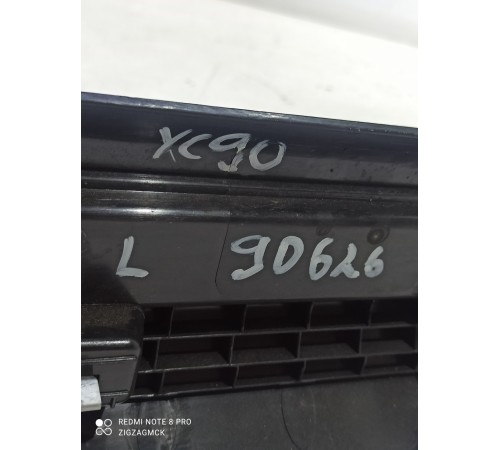 XC90
L 90626
REDMI NOTE 8 PRO
ZIGZAGMCK